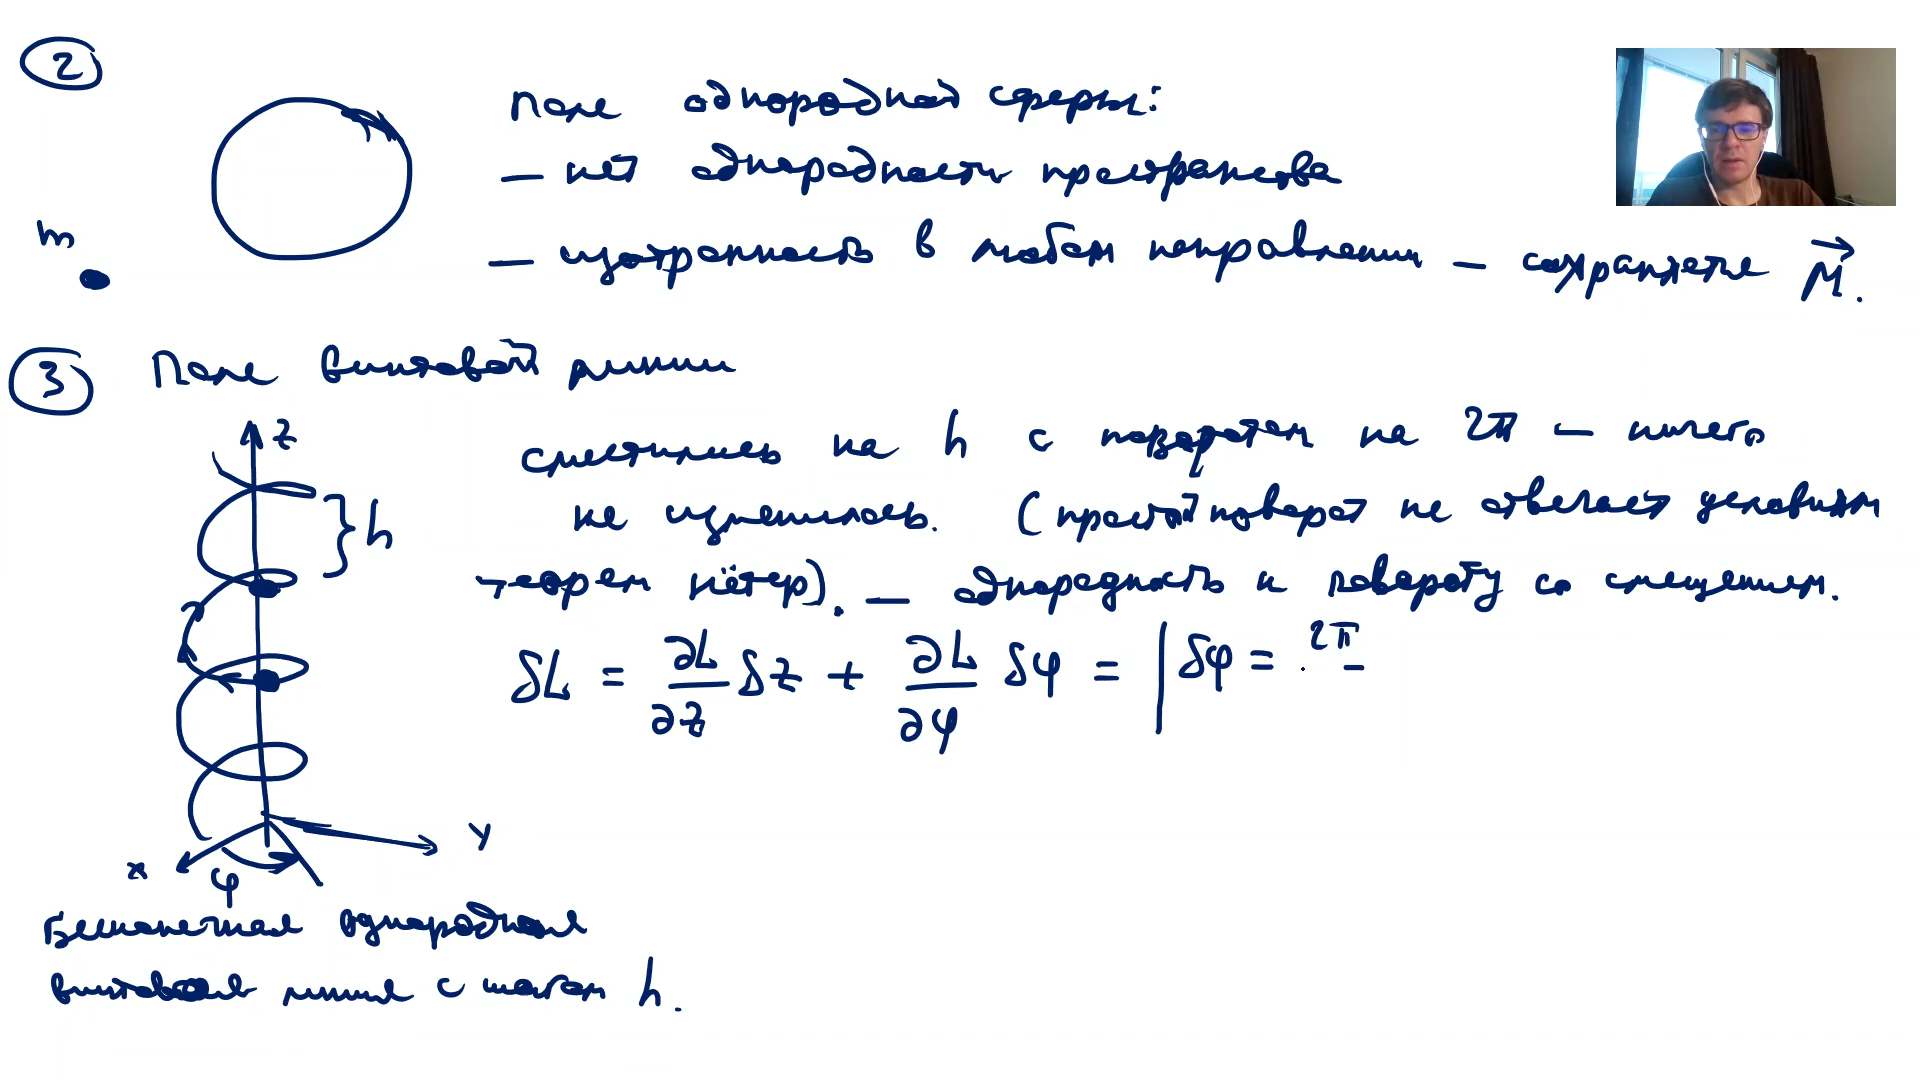 2
Поле однородной сферы:
— нет однородности пространства
m
— изотропность в любом направлении — сохраняется M⃗.
3 Поле винтовой линии
z
сместились на h с поворотом на 2π — ничего
h
не изменилось. (простой поворот не отвечает условиям
теорем Нётер). — однородность к повороту со смещением.
δL = ∂L/∂z δz + ∂L/∂φ δφ = | δφ = 2π
y
x
φ
Бесконечная однородная
винтовая линия с шагом h.